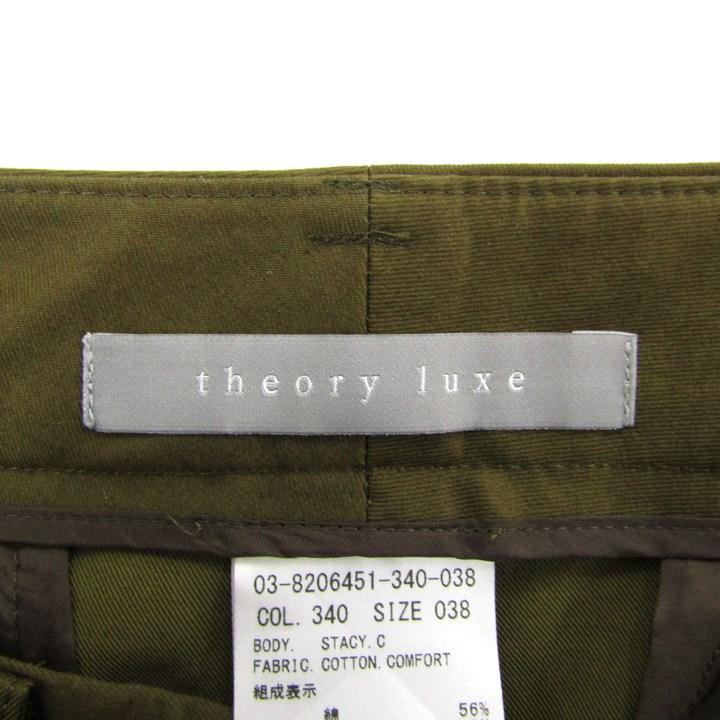 theory luxe
03-8206451-340-038
COL. 340 SIZE 038
BODY. STACY.C
FABRIC. COTTON.COMFORT
組成表示
綿 56%